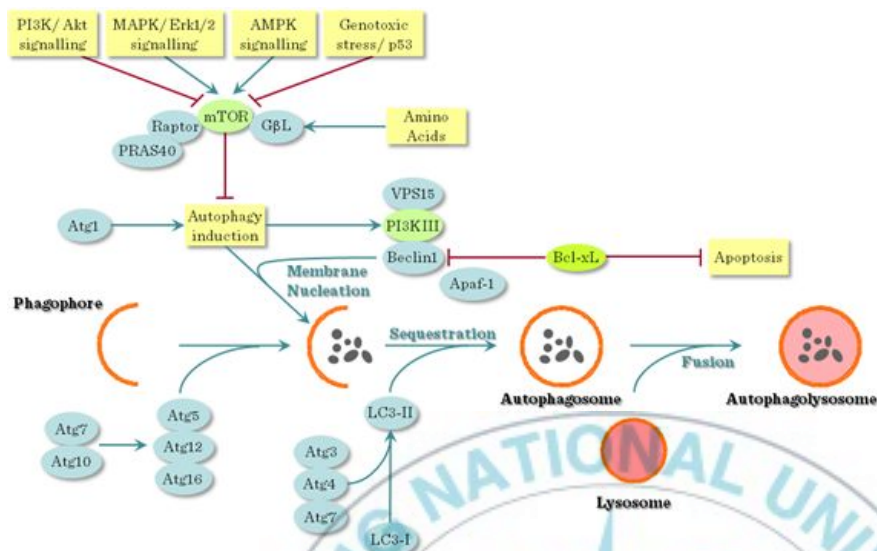 PI3K/Akt
signalling
MAPK/Erk1/2
signalling
AMPK
signalling
Genotoxic
stress/ p53
mTOR
Raptor
GβL
PRAS40
Amino
Acids
VPS15
Atg1
Autophagy
induction
PI3KIII
Beclin1
Bcl-xL
Apoptosis
Apaf-1
Membrane
Nucleation
Phagophore
Sequestration
Autophagosome
Fusion
Autophagolysosome
Atg5
Atg7
Atg12
Atg10
Atg16
LC3-II
Atg3
Atg4
Atg7
LC3-I
Lysosome
NATIONAL UNI